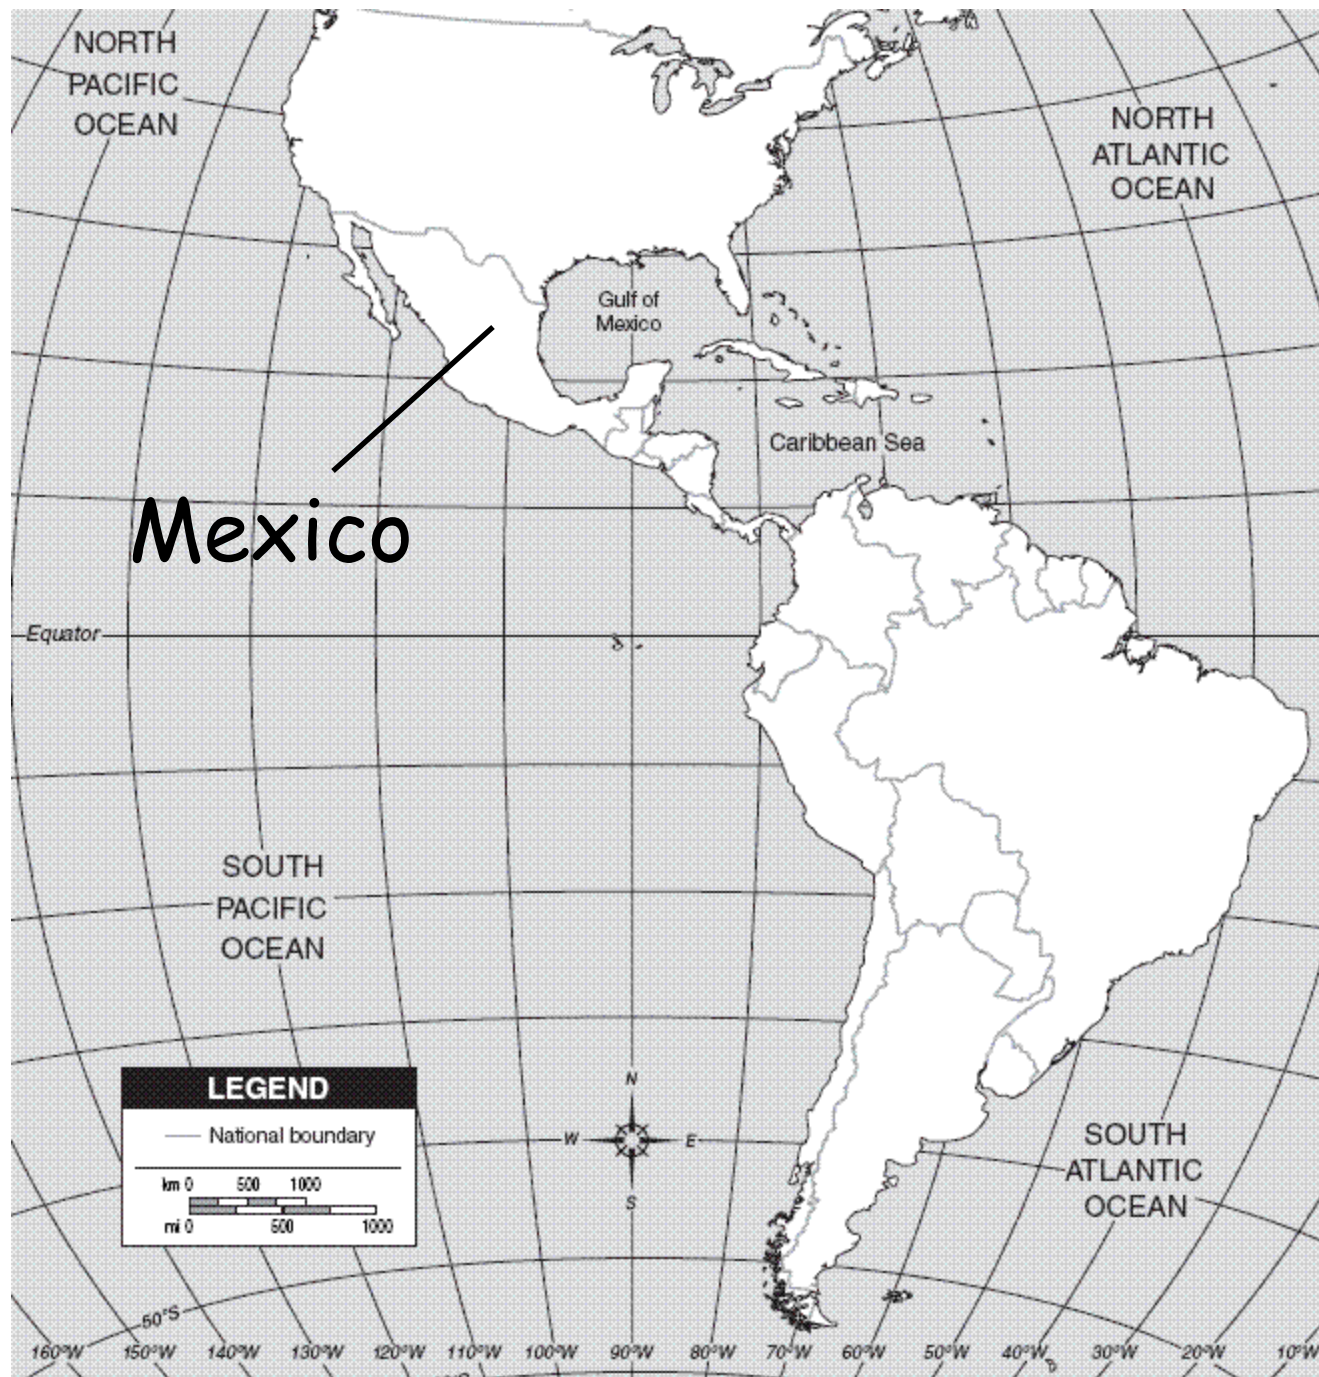 NORTH
PACIFIC
OCEAN
NORTH
ATLANTIC
OCEAN
Gulf of
Mexico
Caribbean Sea
Mexico
Equator
SOUTH
PACIFIC
OCEAN
LEGEND
National boundary
km 0 500 1000
mi 0 500 1000
N
W E
S
SOUTH
ATLANTIC
OCEAN
50°S
160°W 150°W 140°W 130°W 120°W 110°W 100°W 90°W 80°W 70°W 60°W 50°W 40°W 30°W 20°W 10°W